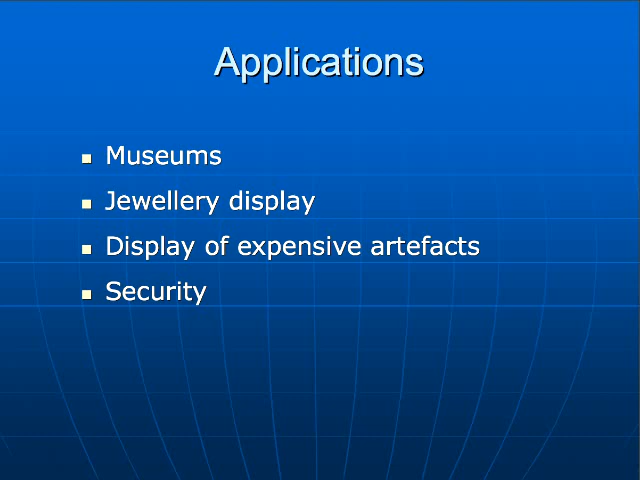 Applications
Museums
Jewellery display
Display of expensive artefacts
Security